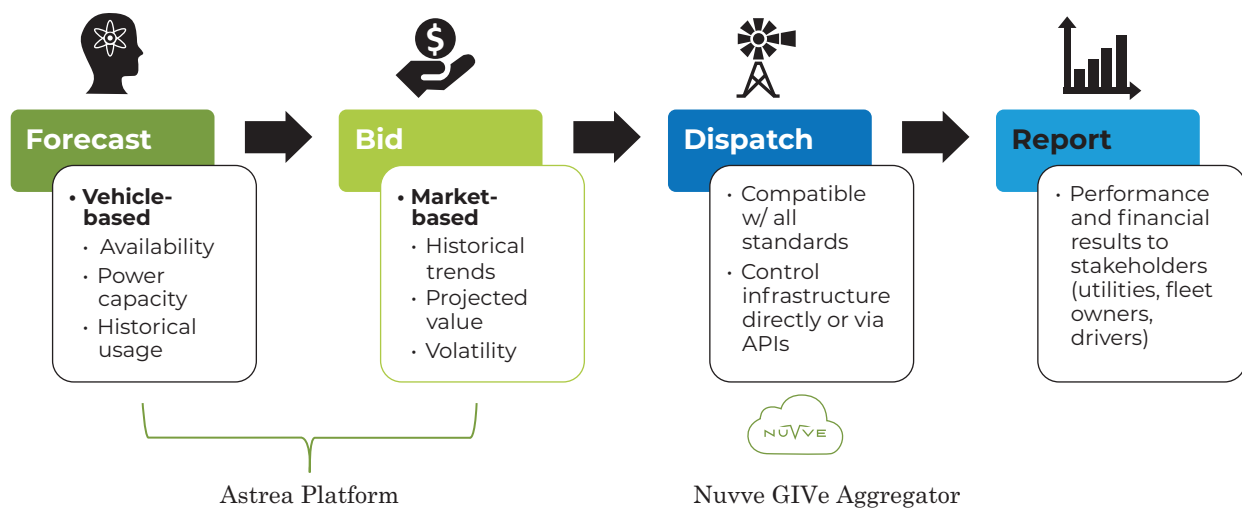 $
Forecast
• Vehicle-
based
• Availability
• Power
capacity
• Historical
usage
Bid
• Market-
based
• Historical
trends
• Projected
value
• Volatility
Dispatch
• Compatible
w/ all
standards
• Control
infrastructure
directly or via
APIs
Report
• Performance
and financial
results to
stakeholders
(utilities, fleet
owners,
drivers)
NUVVE
Astrea Platform
Nuvve GIVe Aggregator